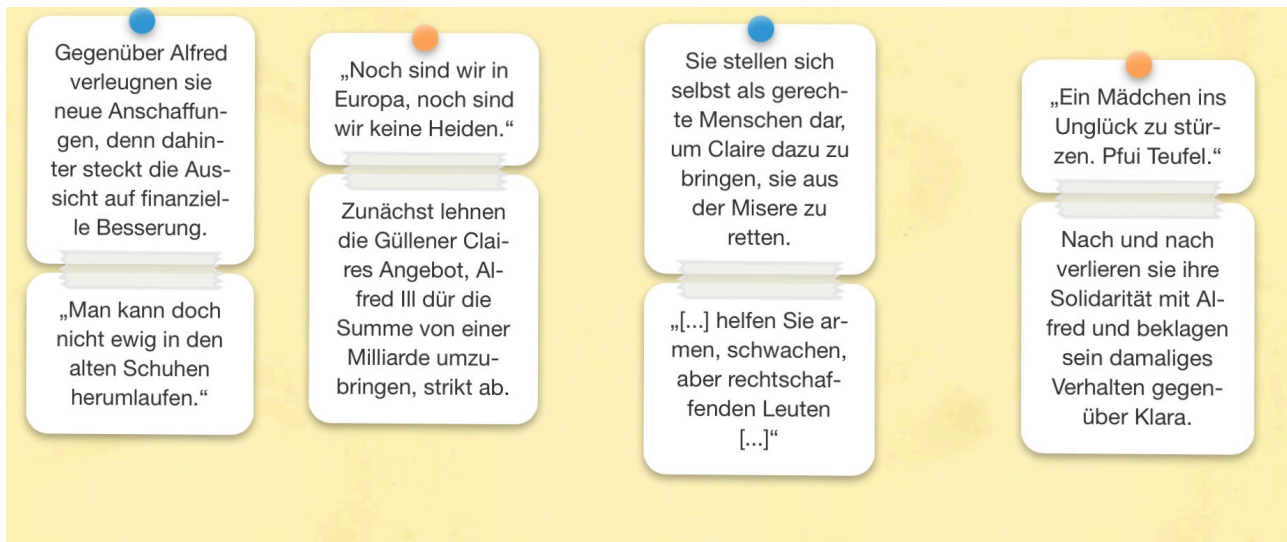 Gegenüber Alfred
verleugnen sie
neue Anschaffun-
gen, denn dahin-
ter steckt die Aus-
sicht auf finanziel-
le Besserung.
„Man kann doch
nicht ewig in den
alten Schuhen
herumlaufen.“
„Noch sind wir in
Europa, noch sind
wir keine Heiden.“
Zunächst lehnen
die Güllener Clai-
res Angebot, Al-
fred III dür die
Summe von einer
Milliarde umzu-
bringen, strikt ab.
Sie stellen sich
selbst als gerech-
te Menschen dar,
um Claire dazu zu
bringen, sie aus
der Misere zu
retten.
„[...] helfen Sie ar-
men, schwachen,
aber rechtschaf-
fenden Leuten
[...]“
„Ein Mädchen ins
Unglück zu stür-
zen. Pfui Teufel.“
Nach und nach
verlieren sie ihre
Solidarität mit Al-
fred und beklagen
sein damaliges
Verhalten gegen-
über Klara.